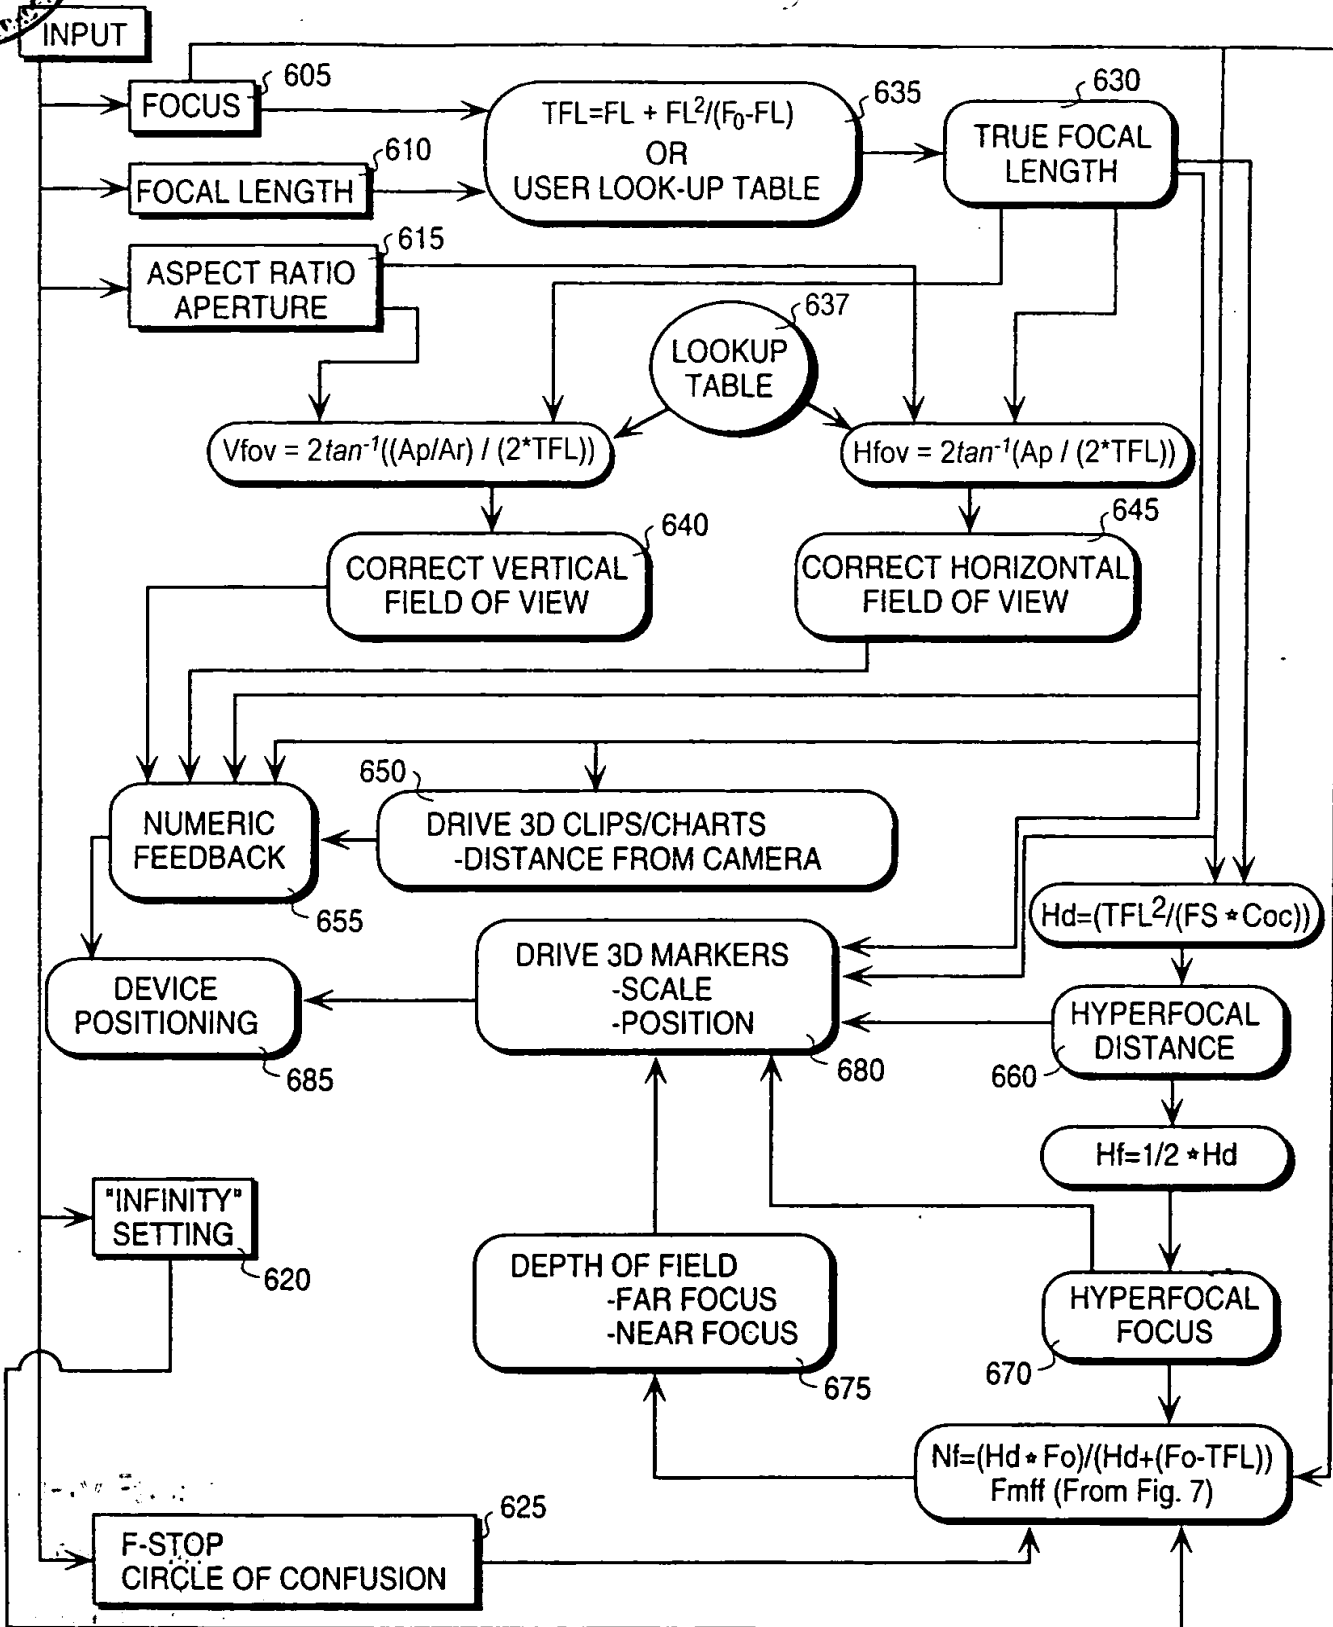 INPUT
FOCUS
605
TFL=FL + FL²/(F₀-FL)
OR
USER LOOK-UP TABLE
635
630
TRUE FOCAL
LENGTH
FOCAL LENGTH
610
ASPECT RATIO
APERTURE
615
LOOKUP
TABLE
637
Vfov = 2tan⁻¹((Ap/Ar) / (2*TFL))
Hfov = 2tan⁻¹(Ap / (2*TFL))
CORRECT VERTICAL
FIELD OF VIEW
640
CORRECT HORIZONTAL
FIELD OF VIEW
645
NUMERIC
FEEDBACK
655
650
DRIVE 3D CLIPS/CHARTS
-DISTANCE FROM CAMERA
Hd=(TFL²/(FS *Coc))
DEVICE
POSITIONING
685
DRIVE 3D MARKERS
-SCALE
-POSITION
680
HYPERFOCAL
DISTANCE
660
Hf=1/2 *Hd
"INFINITY"
SETTING
620
DEPTH OF FIELD
-FAR FOCUS
-NEAR FOCUS
675
HYPERFOCAL
FOCUS
670
Nf=(Hd * Fo)/(Hd+(Fo-TFL))
Fmff (From Fig. 7)
F-STOP
CIRCLE OF CONFUSION
625